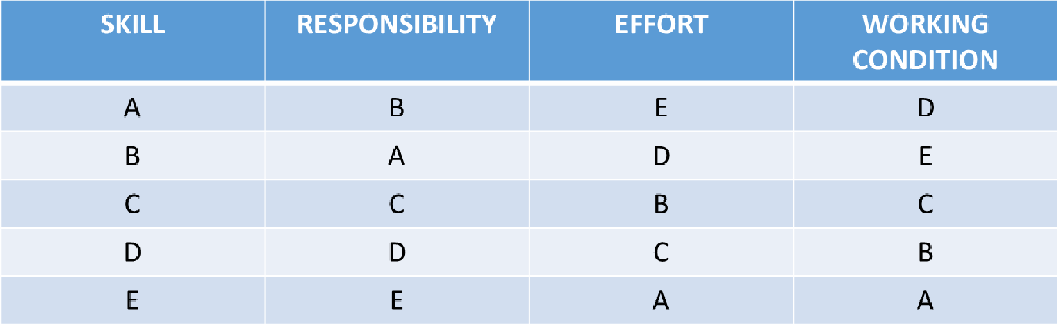 SKILL RESPONSIBILITY EFFORT WORKING CONDITION
A B E D
B A D E
C C B C
D D C B
E E A A